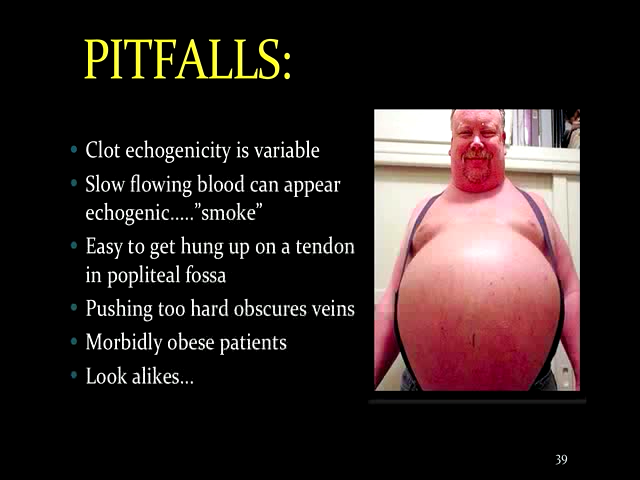 PITFALLS:
• Clot echogenicity is variable
• Slow flowing blood can appear
echogenic.....”smoke”
• Easy to get hung up on a tendon
in popliteal fossa
• Pushing too hard obscures veins
• Morbidly obese patients
• Look alikes...
39